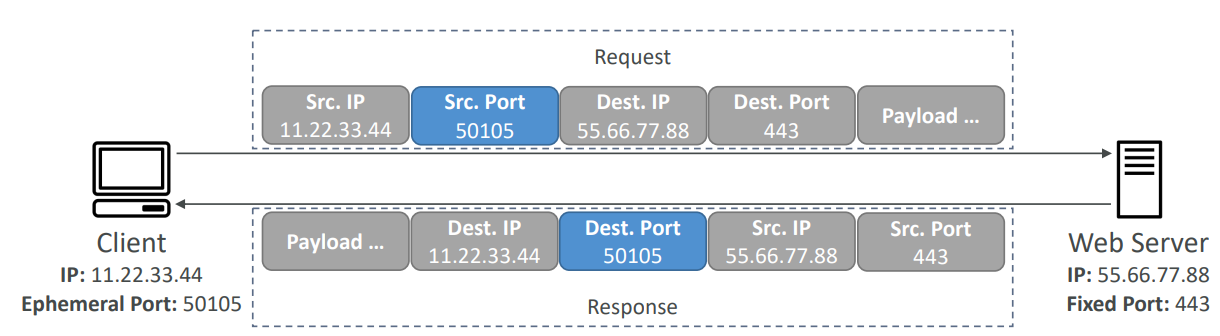 Request
Src. IP
11.22.33.44
Src. Port
50105
Dest. IP
55.66.77.88
Dest. Port
443
Payload ...
Client
IP: 11.22.33.44
Ephemeral Port: 50105
Payload ...
Dest. IP
11.22.33.44
Dest. Port
50105
Src. IP
55.66.77.88
Src. Port
443
Response
Web Server
IP: 55.66.77.88
Fixed Port: 443